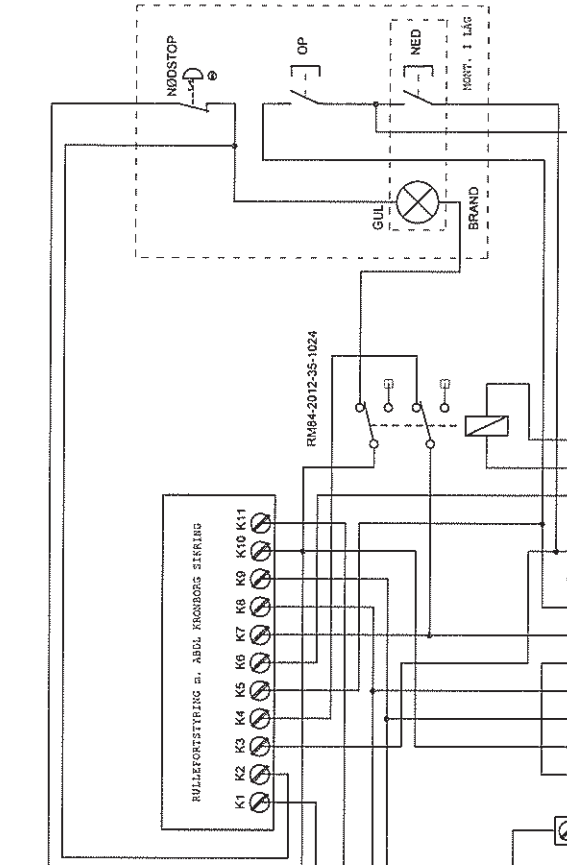 NØDSTOP
OP
NED
MONT. I LÅG
GUL
BRAND
RM84-2012-35-1024
RULLEPORTSTYRING m. ABDL KRONBORG SIKRING
K1 K2 K3 K4 K5 K6 K7 K8 K9 K10 K11